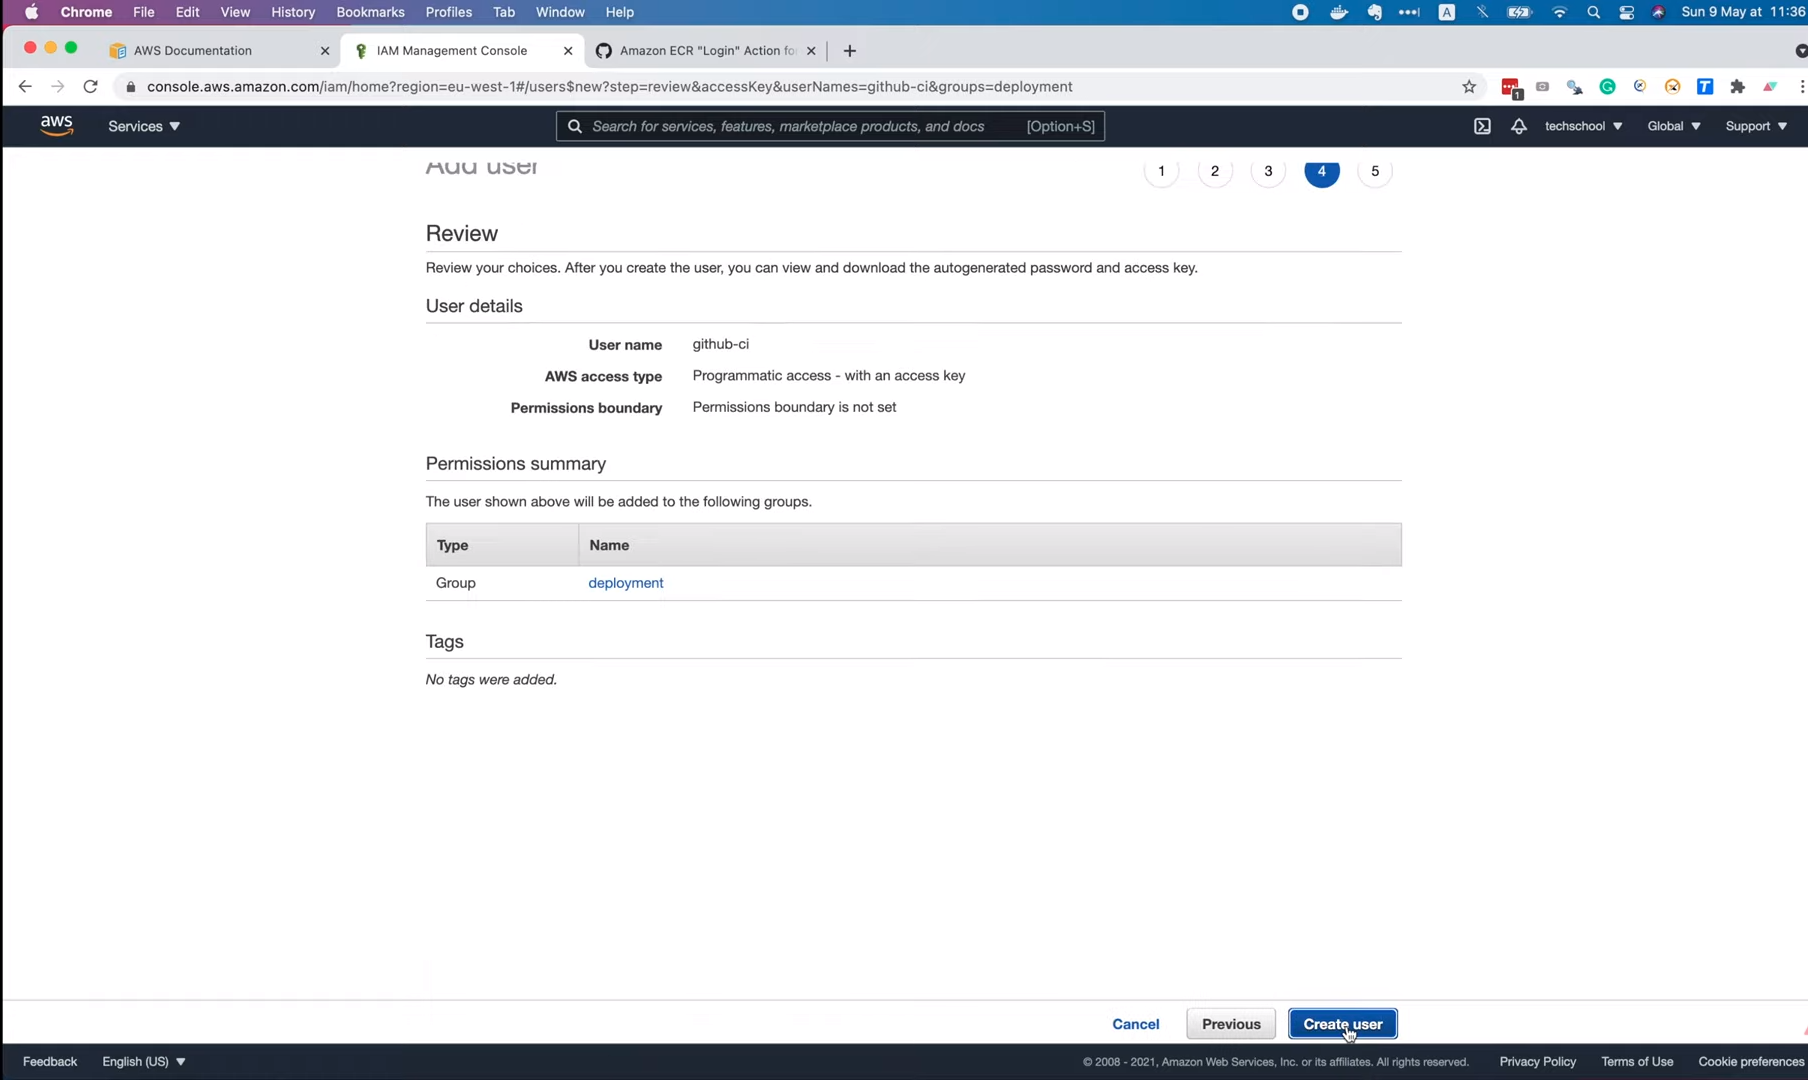 Chrome File Edit View History Bookmarks Profiles Tab Window Help A Sun 9 May at 11:36
AWS Documentation IAM Management Console Amazon ECR "Login" Action fo
console.aws.amazon.com/iam/home?region=eu-west-1#/users$new?step=review&accessKey&userNames=github-ci&groups=deployment 1
aws Services Search for services, features, marketplace products, and docs [Option+S] techschool Global Support
Add user 1 2 3 4 5
Review
Review your choices. After you create the user, you can view and download the autogenerated password and access key.
User details
User name github-ci
AWS access type Programmatic access - with an access key
Permissions boundary Permissions boundary is not set
Permissions summary
The user shown above will be added to the following groups.
Type Name
Group deployment
Tags
No tags were added.
Cancel Previous Create user
Feedback English (US) © 2008 - 2021, Amazon Web Services, Inc. or its affiliates. All rights reserved. Privacy Policy Terms of Use Cookie preferences